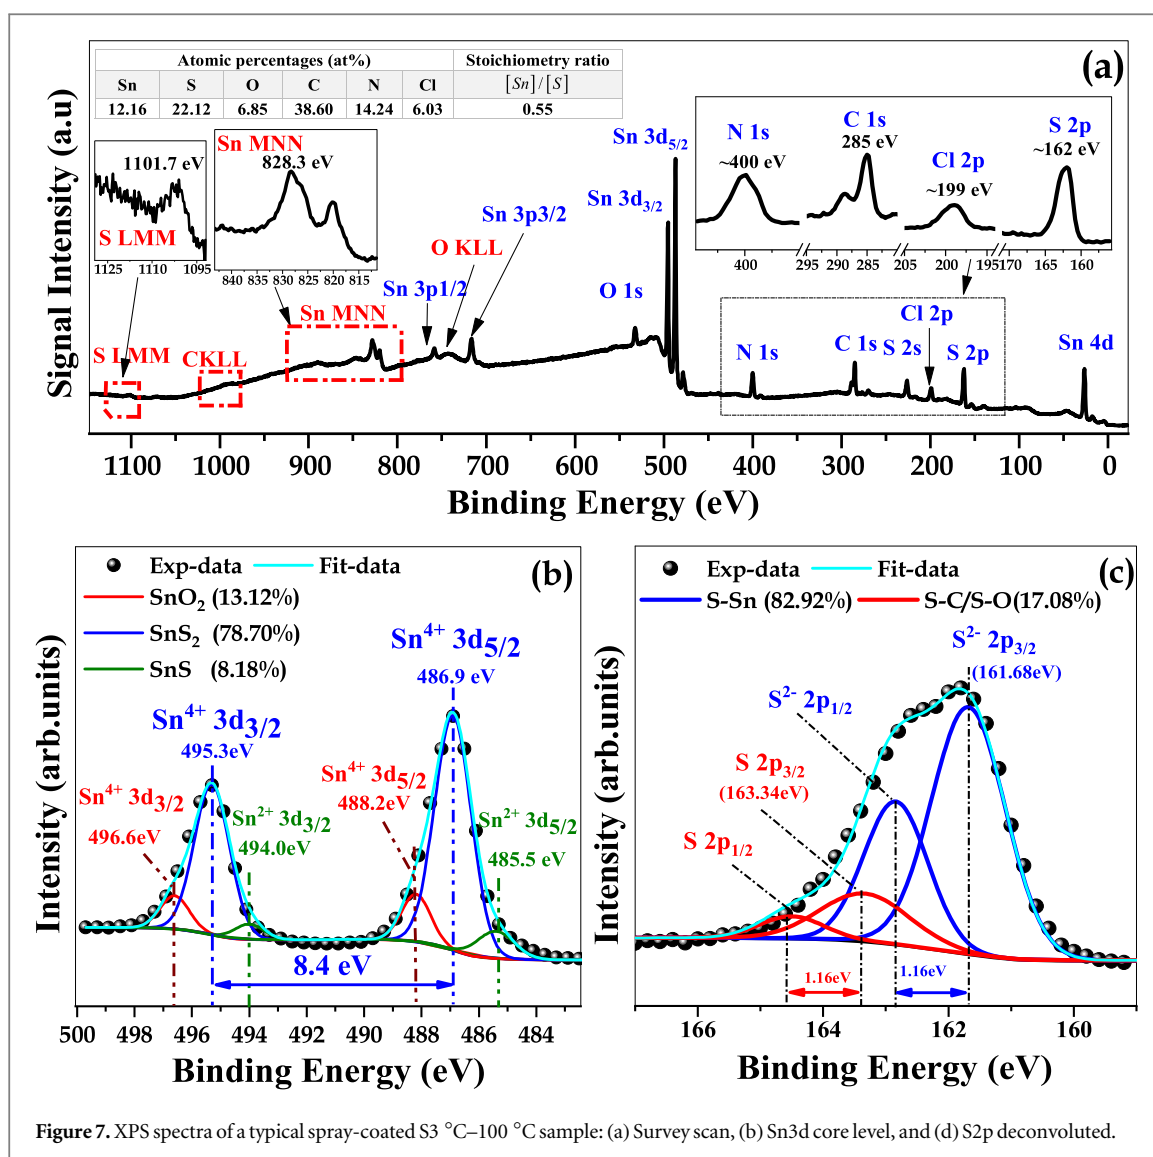 Atomic percentages (at%) Stoichiometry ratio
Sn S O C N Cl [Sn]/[S]
12.16 22.12 6.85 38.60 14.24 6.03 0.55
(a)
Signal Intensity (a.u)
1101.7 eV
S LMM
1125 1110 1095
Sn MNN
828.3 eV
840 835 830 825 820 815
Sn 3d5/2
Sn 3d3/2
N 1s
~400 eV
C 1s
285 eV
Cl 2p
~199 eV
S 2p
~162 eV
400 295 290 285 205 200 195 170 165 160
S LMM
CKLL
Sn MNN
Sn 3p1/2
O KLL
Sn 3p3/2
O 1s
N 1s
C 1s
S 2s
Cl 2p
S 2p
Sn 4d
1100 1000 900 800 700 600 500 400 300 200 100 0
Binding Energy (eV)
(b)
Exp-data Fit-data
SnO2 (13.12%)
SnS2 (78.70%)
SnS (8.18%)
Intensity (arb.units)
Sn4+ 3d5/2
486.9 eV
Sn4+ 3d3/2
495.3eV
Sn4+ 3d3/2
496.6eV
Sn2+ 3d3/2
494.0eV
Sn4+ 3d5/2
488.2eV
Sn2+ 3d5/2
485.5 eV
8.4 eV
500 498 496 494 492 490 488 486 484
Binding Energy (eV)
(c)
Exp-data Fit-data
S-Sn (82.92%) S-C/S-O(17.08%)
Intensity (arb.units)
S2- 2p3/2
(161.68eV)
S2- 2p1/2
S 2p3/2
(163.34eV)
S 2p1/2
1.16eV 1.16eV
166 164 162 160
Binding Energy (eV)
Figure 7. XPS spectra of a typical spray-coated S3 °C–100 °C sample: (a) Survey scan, (b) Sn3d core level, and (d) S2p deconvoluted.